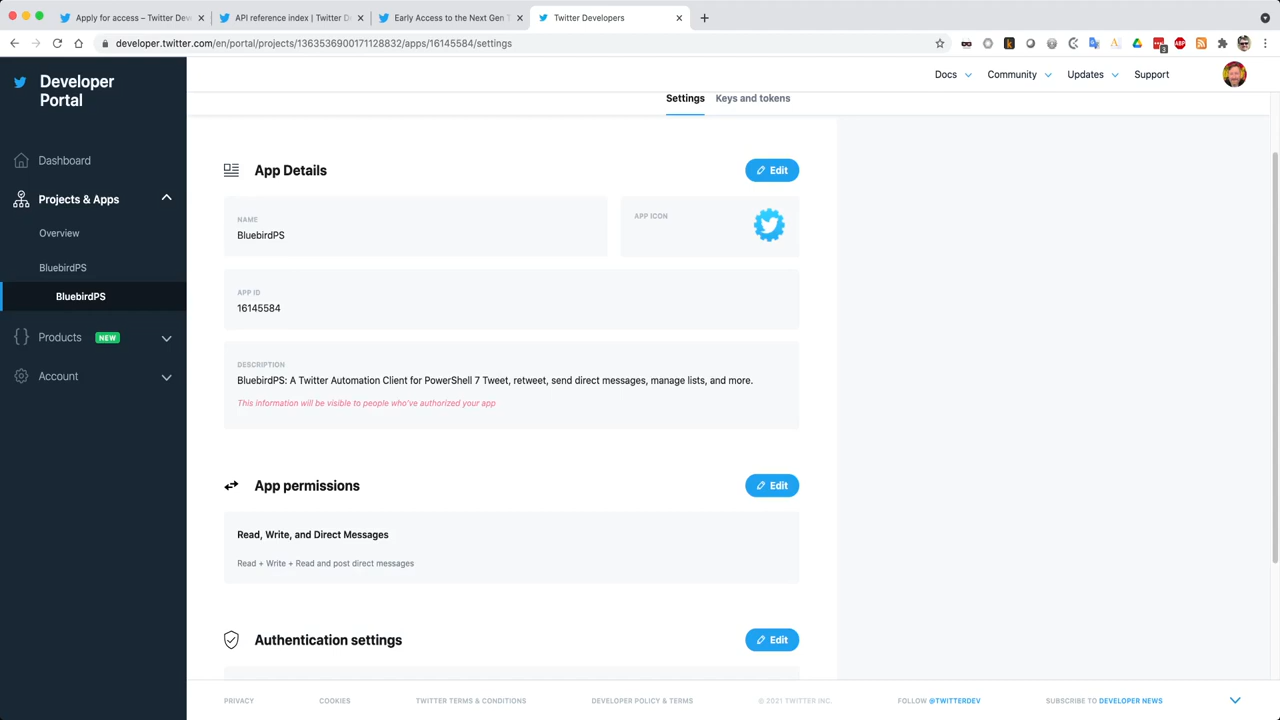 Apply for access – Twitter Dev
API reference index | Twitter D
Early Access to the Next Gen T
Twitter Developers
developer.twitter.com/en/portal/projects/1363536900171128832/apps/16145584/settings
Developer
Portal
Docs
Community
Updates
Support
Settings
Keys and tokens
Dashboard
Projects & Apps
Overview
BluebirdPS
BluebirdPS
Products
NEW
Account
App Details
Edit
NAME
BluebirdPS
APP ICON
APP ID
16145584
DESCRIPTION
BluebirdPS: A Twitter Automation Client for PowerShell 7 Tweet, retweet, send direct messages, manage lists, and more.
This information will be visible to people who've authorized your app
App permissions
Edit
Read, Write, and Direct Messages
Read + Write + Read and post direct messages
Authentication settings
Edit
PRIVACY
COOKIES
TWITTER TERMS & CONDITIONS
DEVELOPER POLICY & TERMS
© 2021 TWITTER INC.
FOLLOW @TWITTERDEV
SUBSCRIBE TO DEVELOPER NEWS